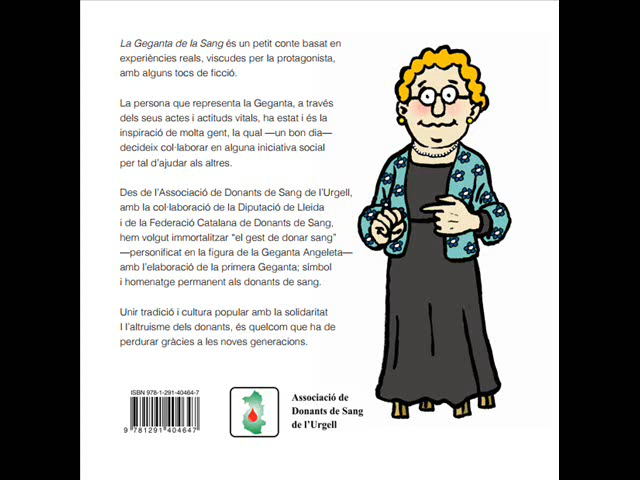 La Geganta de la Sang és un petit conte basat en
experiències reals, viscudes per la protagonista,
amb alguns tocs de ficció.
La persona que representa la Geganta, a través
dels seus actes i actituds vitals, ha estat i és la
inspiració de molta gent, la qual —un bon dia—
decideix col·laborar en alguna iniciativa social
per tal d’ajudar als altres.
Des de l’Associació de Donants de Sang de l’Urgell,
amb la col·laboració de la Diputació de Lleida
i de la Federació Catalana de Donants de Sang,
hem volgut immortalitzar “el gest de donar sang”
—personificat en la figura de la Geganta Angeleta—
amb l’elaboració de la primera Geganta; símbol
i homenatge permanent als donants de sang.
Unir tradició i cultura popular amb la solidaritat
I l’altruisme dels donants, és quelcom que ha de
perdurar gràcies a les noves generacions.
ISBN 978-1-291-40464-7
9 781291 404647
Associació de
Donants de Sang
de l’Urgell